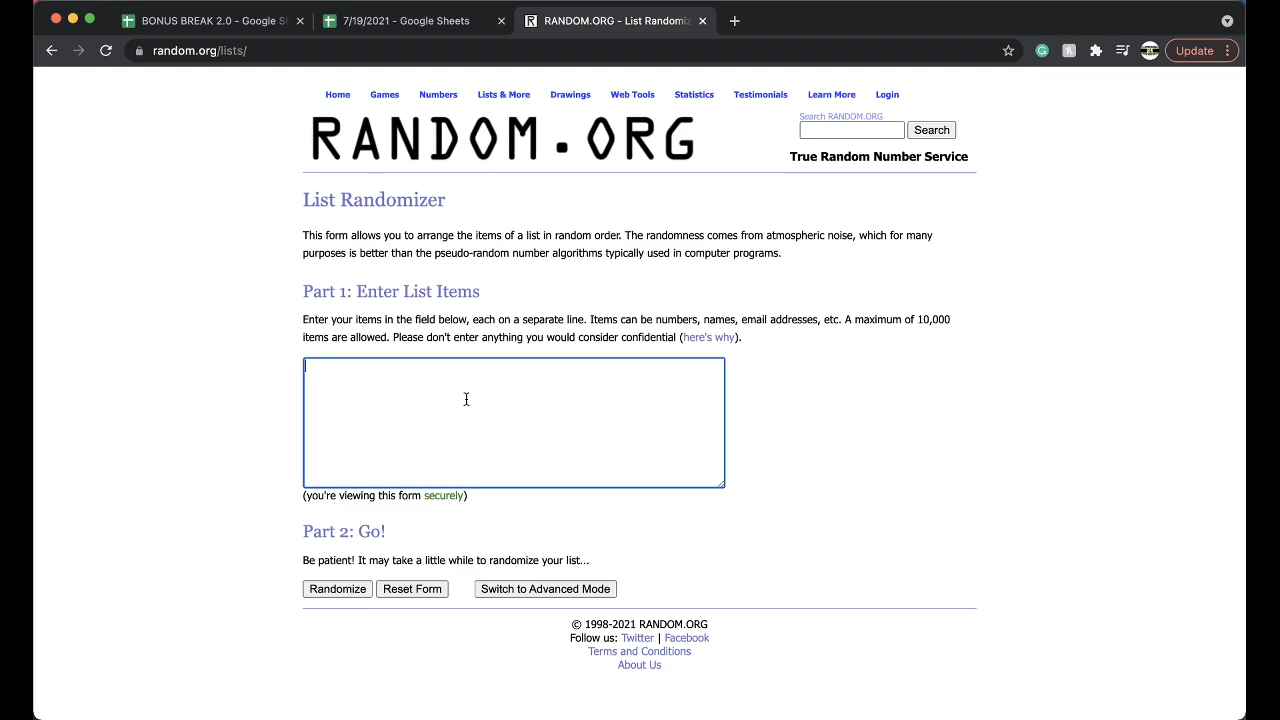 BONUS BREAK 2.0 - Google Sh
7/19/2021 - Google Sheets
RANDOM.ORG - List Randomiz
random.org/lists/
Update
Home Games Numbers Lists & More Drawings Web Tools Statistics Testimonials Learn More Login
RANDOM.ORG
Search RANDOM.ORG
Search
True Random Number Service
List Randomizer
This form allows you to arrange the items of a list in random order. The randomness comes from atmospheric noise, which for many
purposes is better than the pseudo-random number algorithms typically used in computer programs.
Part 1: Enter List Items
Enter your items in the field below, each on a separate line. Items can be numbers, names, email addresses, etc. A maximum of 10,000
items are allowed. Please don't enter anything you would consider confidential (here's why).
(you're viewing this form securely)
Part 2: Go!
Be patient! It may take a little while to randomize your list...
Randomize Reset Form Switch to Advanced Mode
© 1998-2021 RANDOM.ORG
Follow us: Twitter | Facebook
Terms and Conditions
About Us